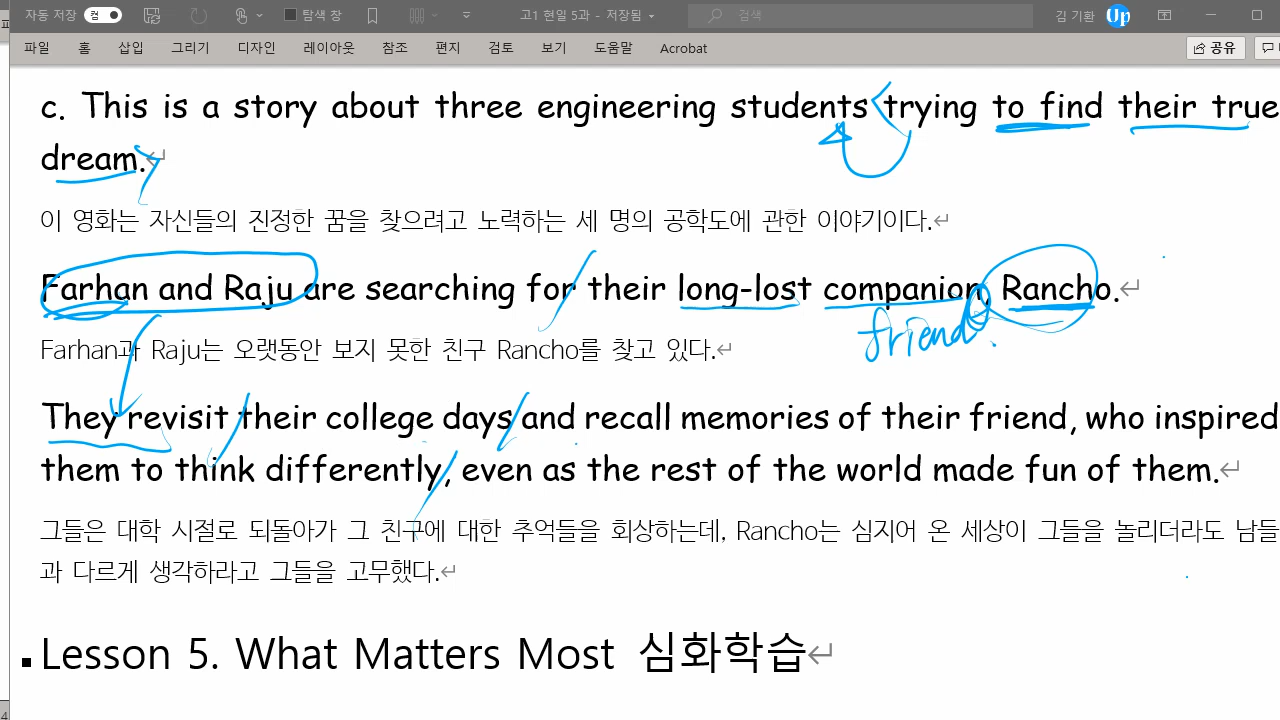 자동 저장 컴 탐색 창 고1 현일 5과 - 저장됨 검색 김 기환 Up
파일 홈 삽입 그리기 디자인 레이아웃 참조 편지 검토 보기 도움말 Acrobat 공유
c. This is a story about three engineering students trying to find their true
dream.
이 영화는 자신들의 진정한 꿈을 찾으려고 노력하는 세 명의 공학도에 관한 이야기이다.
Farhan and Raju are searching for their long-lost companion, Rancho.
friend
Farhan과 Raju는 오랫동안 보지 못한 친구 Rancho를 찾고 있다.
They revisit their college days and recall memories of their friend, who inspired
them to think differently, even as the rest of the world made fun of them.
그들은 대학 시절로 되돌아가 그 친구에 대한 추억들을 회상하는데, Rancho는 심지어 온 세상이 그들을 놀리더라도 남들
과 다르게 생각하라고 그들을 고무했다.
Lesson 5. What Matters Most 심화학습